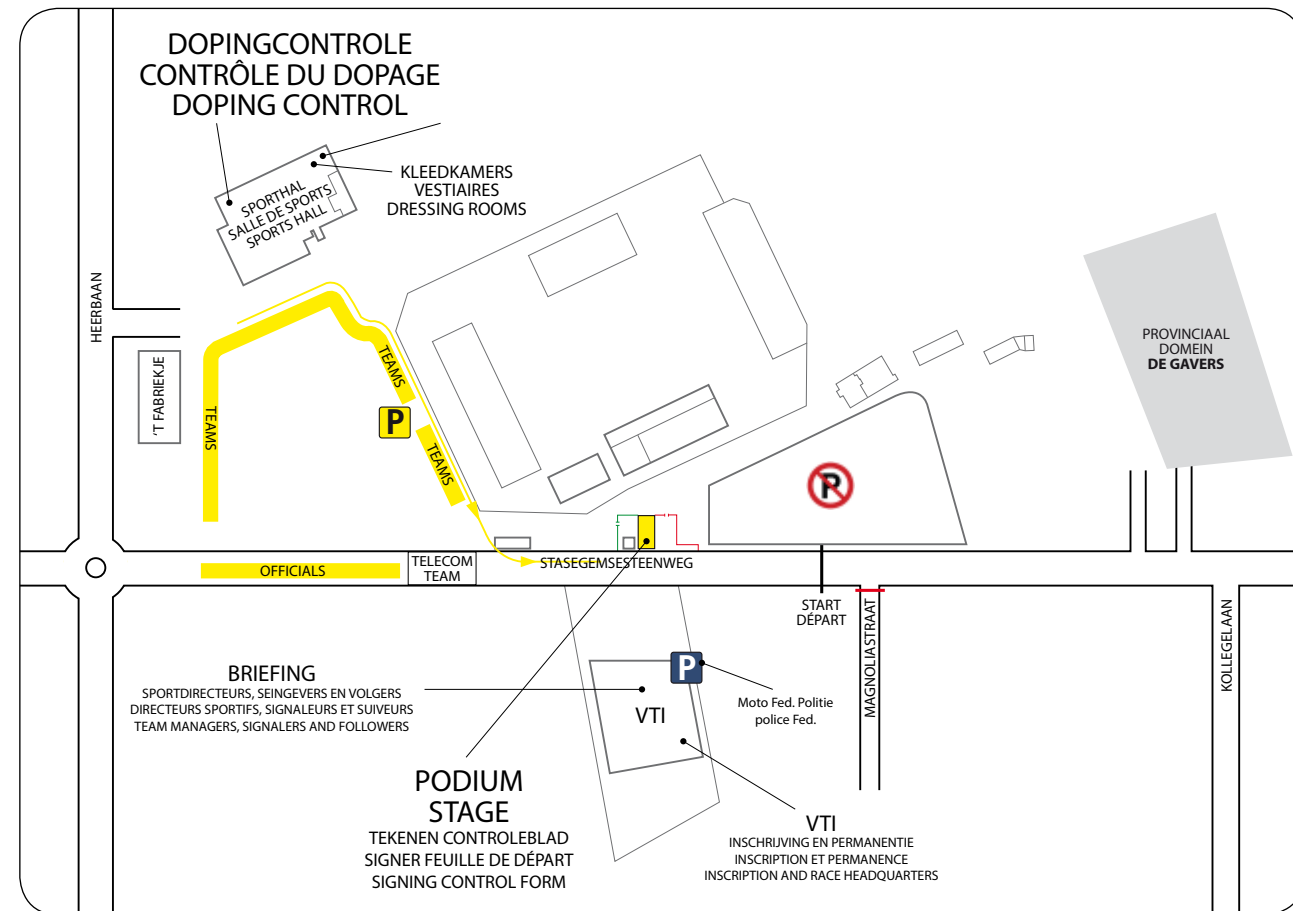 DOPINGCONTROLE
CONTRÔLE DU DOPAGE
DOPING CONTROL
KLEEDKAMERS
VESTIAIRES
DRESSING ROOMS
SPORTHAL
SALLE DE SPORTS
SPORTS HALL
HEERBAAN
'T FABRIEKJE
TEAMS
TEAMS
P
TEAMS
PROVINCIAAL
DOMEIN
DE GAVERS
P
OFFICIALS
TELECOM
TEAM
STASEGEMSESTEENWEG
START
DÉPART
MAGNOLIASTRAAT
KOLLEGELAAN
BRIEFING
SPORTDIRECTEURS, SEINGEVERS EN VOLGERS
DIRECTEURS SPORTIFS, SIGNALEURS ET SUIVEURS
TEAM MANAGERS, SIGNALERS AND FOLLOWERS
P
VTI
Moto Fed. Politie
police Fed.
PODIUM
STAGE
TEKENEN CONTROLEBLAD
SIGNER FEUILLE DE DÉPART
SIGNING CONTROL FORM
VTI
INSCHRIJVING EN PERMANENTIE
INSCRIPTION ET PERMANENCE
INSCRIPTION AND RACE HEADQUARTERS